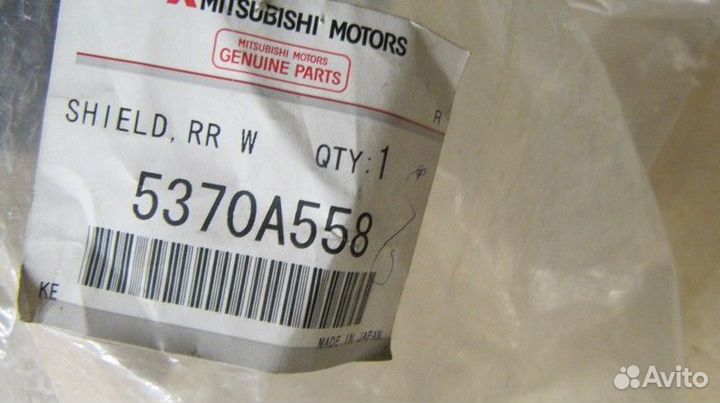 MITSUBISHI MOTORS
MITSUBISHI MOTORS
GENUINE PARTS
R
SHIELD, RR W
QTY:1
5370A558
KE
MADE IN JAPAN
Avito